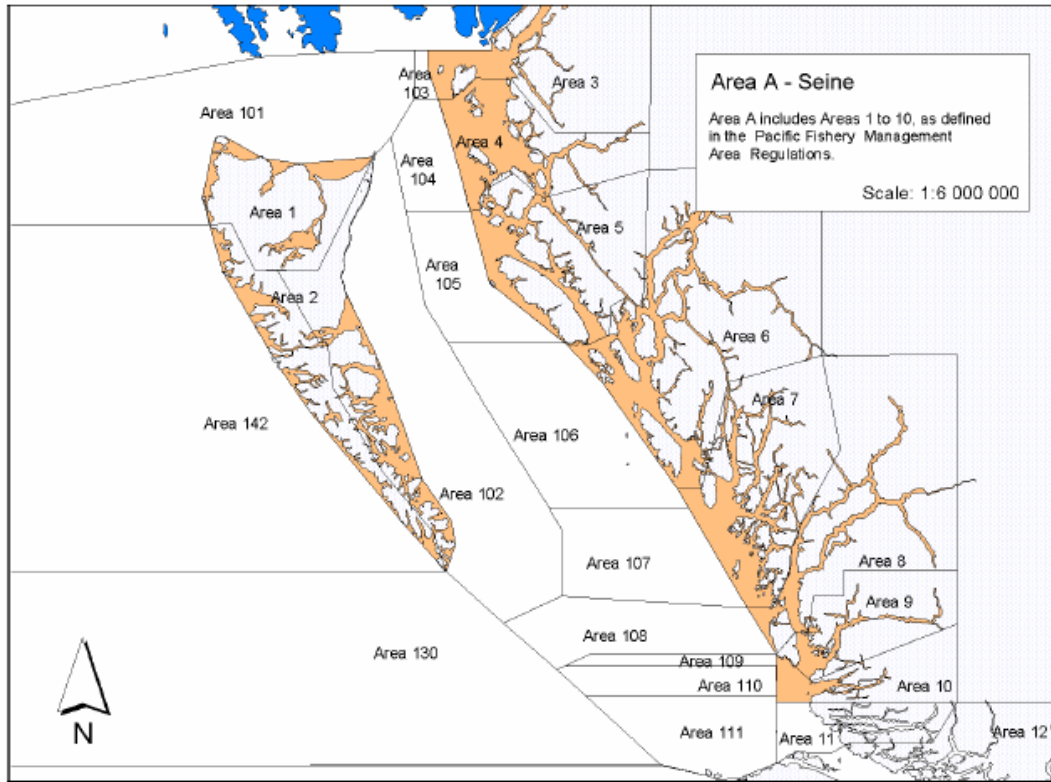 Area A - Seine
Area A includes Areas 1 to 10, as defined
in the Pacific Fishery Management
Area Regulations.
Scale: 1:6 000 000
Area
103
Area 3
Area 101
Area 4
Area
104
Area 1
Area 5
Area
105
Area 2
Area 6
Area 7
Area 142
Area 106
Area 102
Area 107
Area 8
Area 9
Area 108
Area 130
Area 109
Area 110
Area 10
Area 111
Area 11
Area 12
N